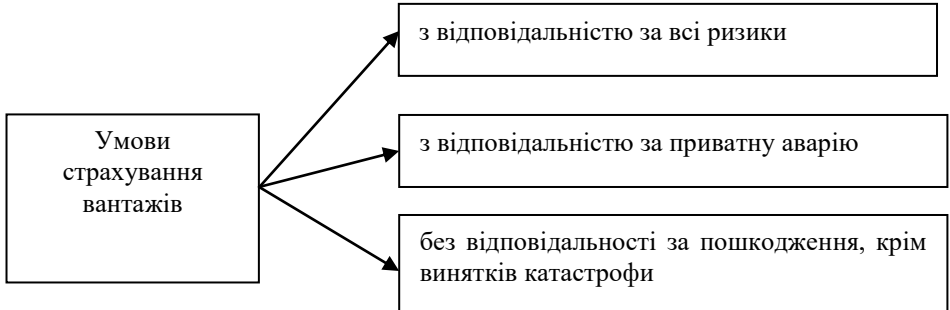 Умови
страхування
вантажів
з відповідальністю за всі ризики
з відповідальністю за приватну аварію
без відповідальності за пошкодження, крім
винятків катастрофи